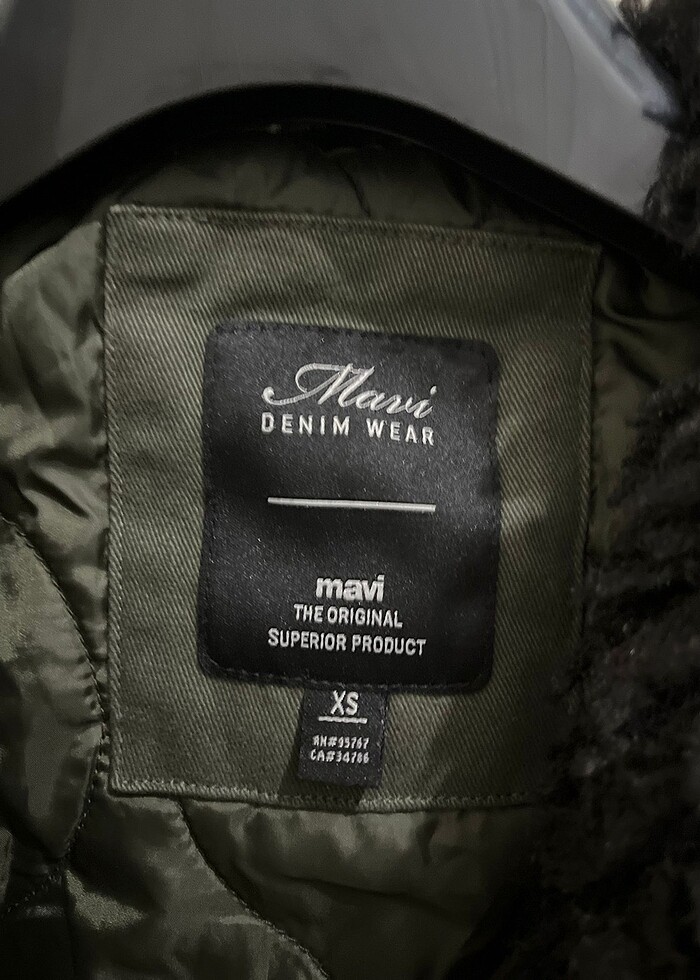 Mavi
DENIM WEAR
mavi
THE ORIGINAL
SUPERIOR PRODUCT
XS
RN#95767
CA#34786